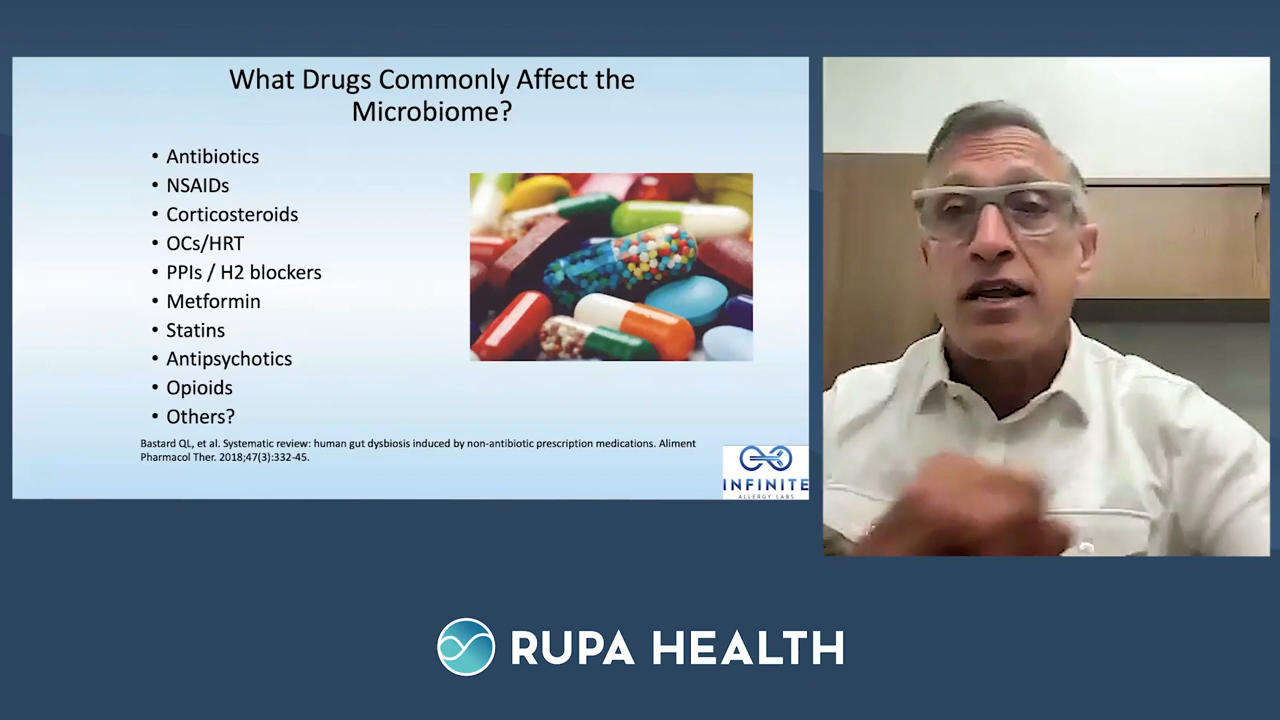 What Drugs Commonly Affect the
Microbiome?
• Antibiotics
• NSAIDs
• Corticosteroids
• OCs/HRT
• PPIs / H2 blockers
• Metformin
• Statins
• Antipsychotics
• Opioids
• Others?
Bastard QL, et al. Systematic review: human gut dysbiosis induced by non-antibiotic prescription medications. Aliment
Pharmacol Ther. 2018;47(3):332-45.
INFINITE
ALLERGY LABS
RUPA HEALTH